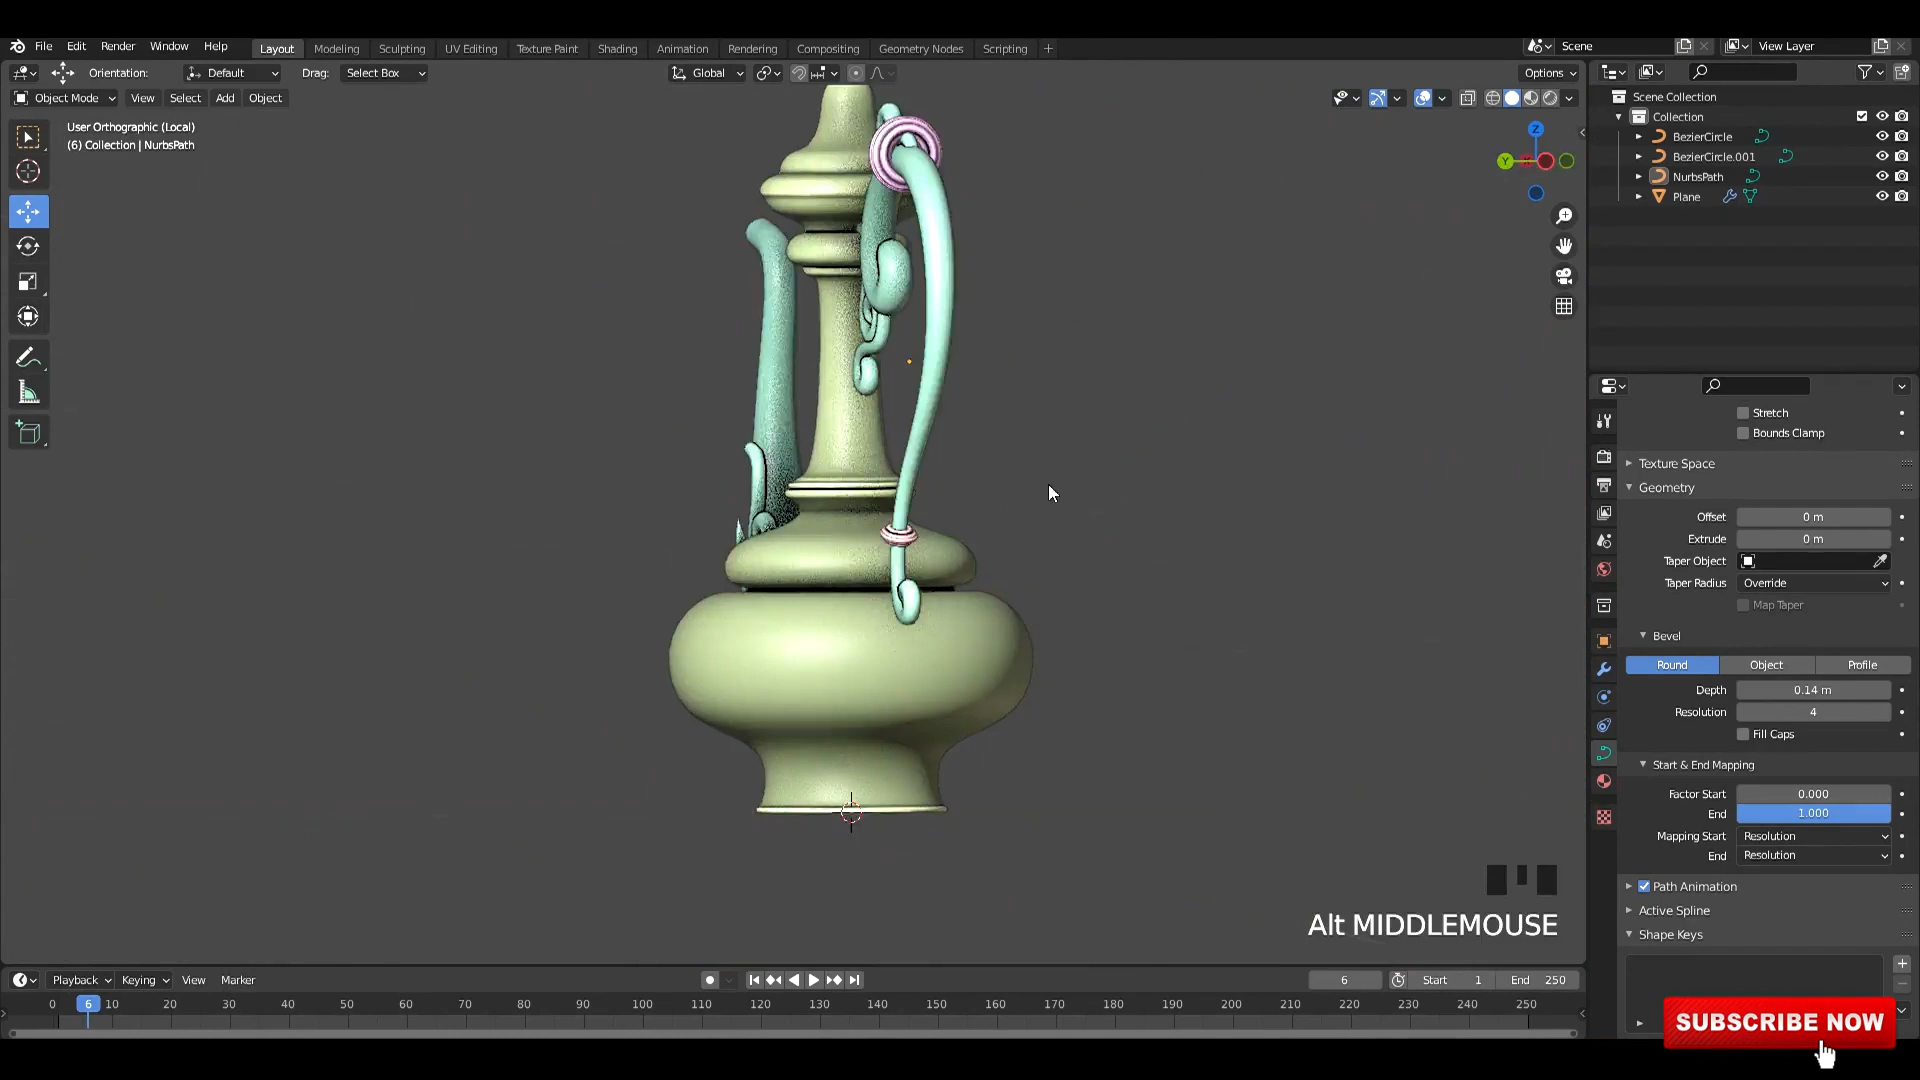 File Edit Render Window Help Layout Modeling Sculpting UV Editing Texture Paint Shading Animation Rendering Compositing Geometry Nodes Scripting + Scene View Layer
Orientation: Default Drag: Select Box Global Options
Object Mode View Select Add Object
User Orthographic (Local)
(6) Collection | NurbsPath
Z
Y
Scene Collection
Collection
BezierCircle
BezierCircle.001
NurbsPath
Plane
Stretch
Bounds Clamp
Texture Space
Geometry
Offset 0 m
Extrude 0 m
Taper Object
Taper Radius Override
Map Taper
Bevel
Round Object Profile
Depth 0.14 m
Resolution 4
Fill Caps
Start & End Mapping
Factor Start 0.000
End 1.000
Mapping Start Resolution
End Resolution
Path Animation
Active Spline
Shape Keys
Alt MIDDLEMOUSE
Playback Keying View Marker 6 Start 1 End 250
0 6 10 20 30 40 50 60 70 80 90 100 110 120 130 140 150 160 170 180 190 200 210 220 230 240 250
SUBSCRIBE NOW